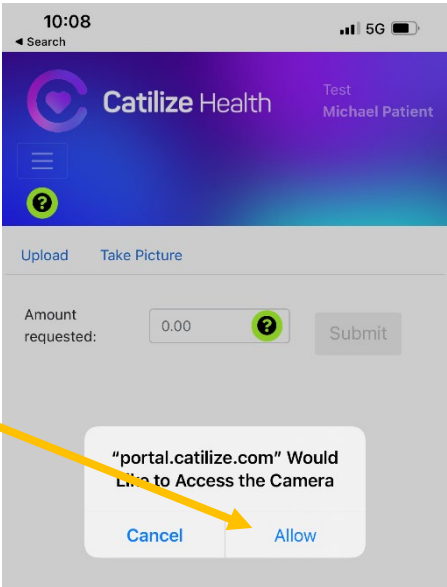 10:08
◄ Search
5G
Catilize Health
Test
Michael Patient
?
Upload Take Picture
Amount
requested:
0.00
?
Submit
“portal.catilize.com” Would
Like to Access the Camera
Cancel Allow